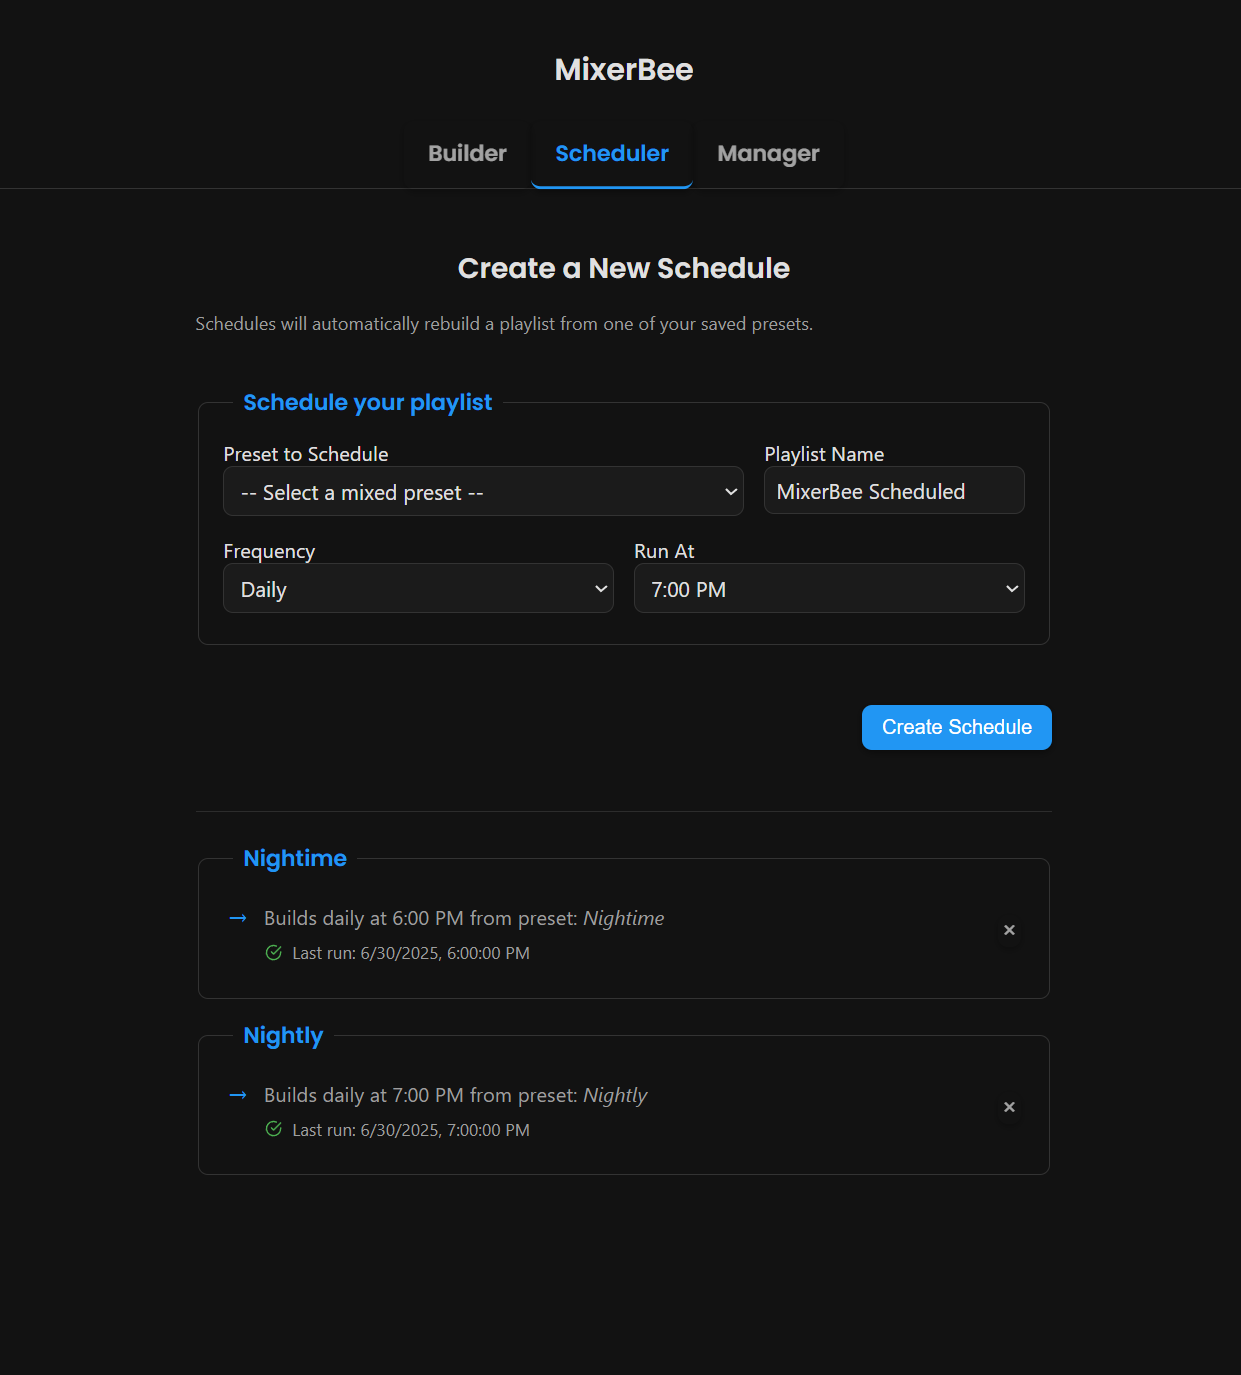 MixerBee
Builder Scheduler Manager
Create a New Schedule
Schedules will automatically rebuild a playlist from one of your saved presets.
Schedule your playlist
Preset to Schedule Playlist Name
-- Select a mixed preset -- MixerBee Scheduled
Frequency Run At
Daily 7:00 PM
Create Schedule
Nightime
→ Builds daily at 6:00 PM from preset: Nightime
Last run: 6/30/2025, 6:00:00 PM
×
Nightly
→ Builds daily at 7:00 PM from preset: Nightly
Last run: 6/30/2025, 7:00:00 PM
×